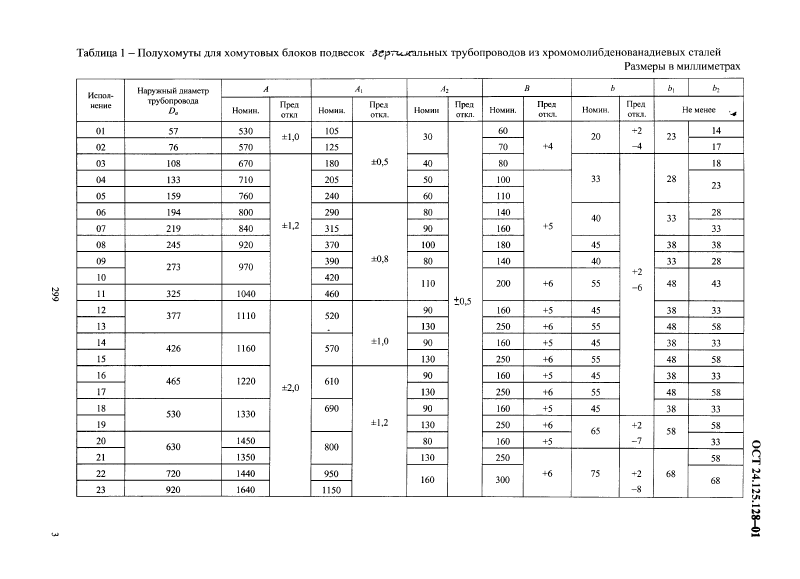 Таблица 1 – Полухомуты для хомутовых блоков подвесок вертикальных трубопроводов из хромомолибденованадиевых сталей
Размеры в миллиметрах
Исполнение | Наружный диаметр трубопровода Dн | A | A1 | A2 | B | b | b1 | b2
Номин. | Пред откл | Номин. | Пред откл. | Номин | Пред откл. | Номин. | Пред откл. | Номин. | Пред откл. | Не менее
01 | 57 | 530 | ±1,0 | 105 | ±0,5 | 30 | ±0,5 | 60 | +4 | 20 | +2 –4 | 23 | 14
02 | 76 | 570 | 125 | 70 | 17
03 | 108 | 670 | ±1,2 | 180 | 40 | 80 | 33 | +2 –6 | 28 | 18
04 | 133 | 710 | 205 | 50 | 100 | +5 | 23
05 | 159 | 760 | 240 | 60 | 110
06 | 194 | 800 | 290 | ±0,8 | 80 | 140 | 40 | 33 | 28
07 | 219 | 840 | 315 | 90 | 160 | 33
08 | 245 | 920 | 370 | 100 | 180 | 45 | 38 | 38
09 | 273 | 970 | 390 | 80 | 140 | 40 | 33 | 28
10 | 420 | 110 | 200 | +6 | 55 | 48 | 43
11 | 325 | 1040 | 460
12 | 377 | 1110 | ±2,0 | 520 | ±1,0 | 90 | 160 | +5 | 45 | 38 | 33
13 | 130 | 250 | +6 | 55 | 48 | 58
14 | 426 | 1160 | 570 | 90 | 160 | +5 | 45 | 38 | 33
15 | 130 | 250 | +6 | 55 | 48 | 58
16 | 465 | 1220 | 610 | ±1,2 | 90 | 160 | +5 | 45 | 38 | 33
17 | 130 | 250 | +6 | 55 | 48 | 58
18 | 530 | 1330 | 690 | 90 | 160 | +5 | 45 | 38 | 33
19 | 130 | 250 | +6 | 65 | +2 –7 | 58 | 58
20 | 630 | 1450 | 800 | 80 | 160 | +5 | 33
21 | 1350 | 130 | 250 | +6 | 75 | +2 –8 | 68 | 58
22 | 720 | 1440 | 950 | 160 | 300 | 68
23 | 920 | 1640 | 1150
299
ОСТ 24.125.128–01
3